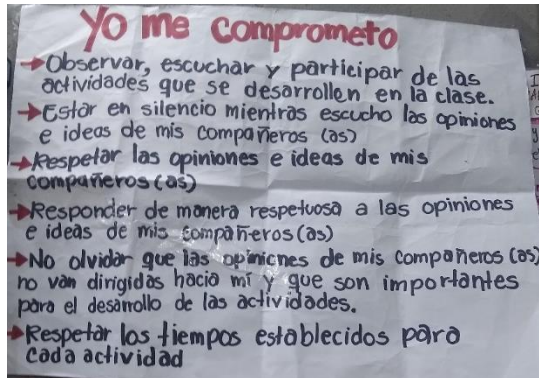 Yo me comprometo
Observar, escuchar y participar de las
actividades que se desarrollen en la clase.
Estar en silencio mientras escucho las opiniones
e ideas de mis compañeros (as)
Respetar las opiniones e ideas de mis
compañeros (as)
Responder de manera respetuosa a las opiniones
e ideas de mis compañeros (as)
No olvidar que las opiniones de mis compañeros (as)
no van dirigidas hacia mí y que son importantes
para el desarrollo de las actividades.
Respetar los tiempos establecidos para
cada actividad